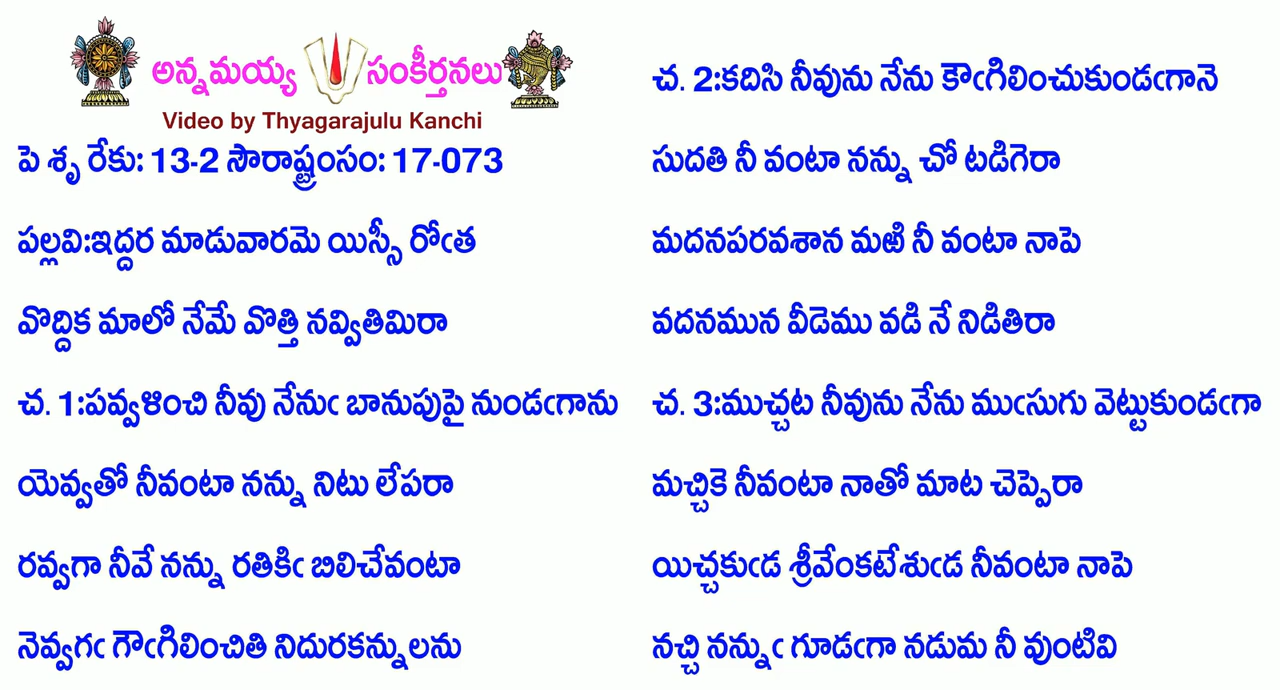 అన్నమయ్య సంకీర్తనలు
Video by Thyagarajulu Kanchi
పె శృ రేకు: 13-2 సౌరాష్ట్రంసం: 17-073
పల్లవి:ఇద్దర మాడువారమె యిస్సీ రోఁత
వొద్దిక మాలో నేమే వొత్తి నవ్వితిమిరా
చ. 1:పవ్వళించి నీవు నేనుఁ బానుపుపై నుండఁగాను
యెవ్వతో నీవంటా నన్ను నిటు లేపరా
రవ్వగా నీవే నన్ను రతికిఁ బిలిచేవంటా
నెవ్వగఁ గౌఁగిలించితి నిదురకన్నులను
చ. 2:కదిసి నీవును నేను కౌఁగిలించుకుండఁగానె
సుదతి నీ వంటా నన్ను చో టడిగెరా
మదనపరవశాన మఱి నీ వంటా నాపె
వదనమున వీడెము వడి నే నిడితిరా
చ. 3:ముచ్చట నీవును నేను ముఁసుగు వెట్టుకుండఁగా
మచ్చికె నీవంటా నాతో మాట చెప్పెరా
యిచ్చకుఁడ శ్రీవేంకటేశుఁడ నీవంటా నాపె
నచ్చి నన్నుఁ గూడఁగా నడుమ నీ వుంటివి